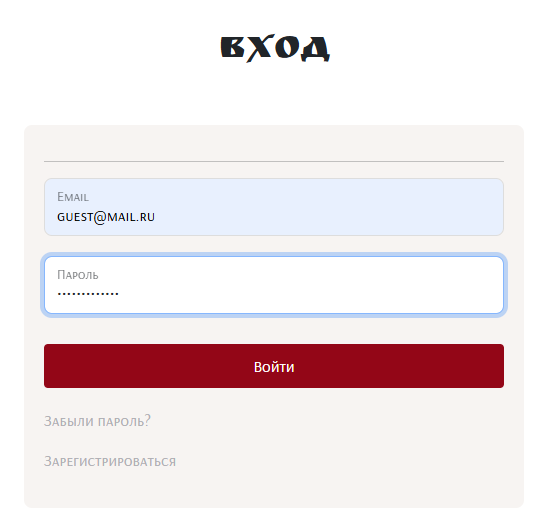 вход
Email
guest@mail.ru
Пароль
•••••••••••••
Войти
Забыли пароль?
Зарегистрироваться